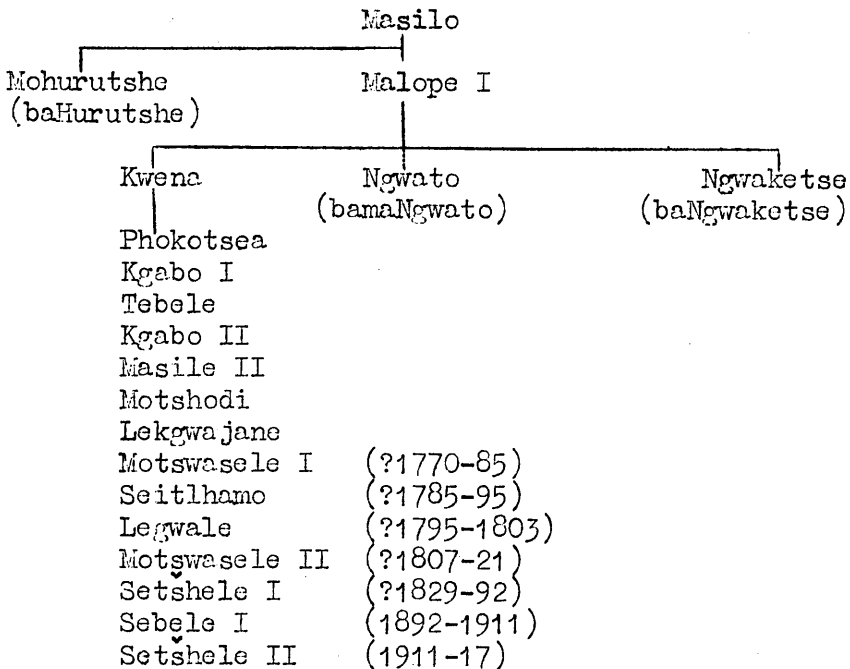 Masilo
Mohurutshe Malope I
(baHurutshe)
Kwena Ngwato Ngwaketse
(bamaNgwato) (baNgwaketse)
Phokotsea
Kgabo I
Tebele
Kgabo II
Masile II
Motshodi
Lekgwajane
Motswasele I (?1770-85)
Seitlhamo (?1785-95)
Legwale (?1795-1803)
Motswasele II (?1807-21)
Setšhele I (?1829-92)
Sebele I (1892-1911)
Setšhele II (1911-17)